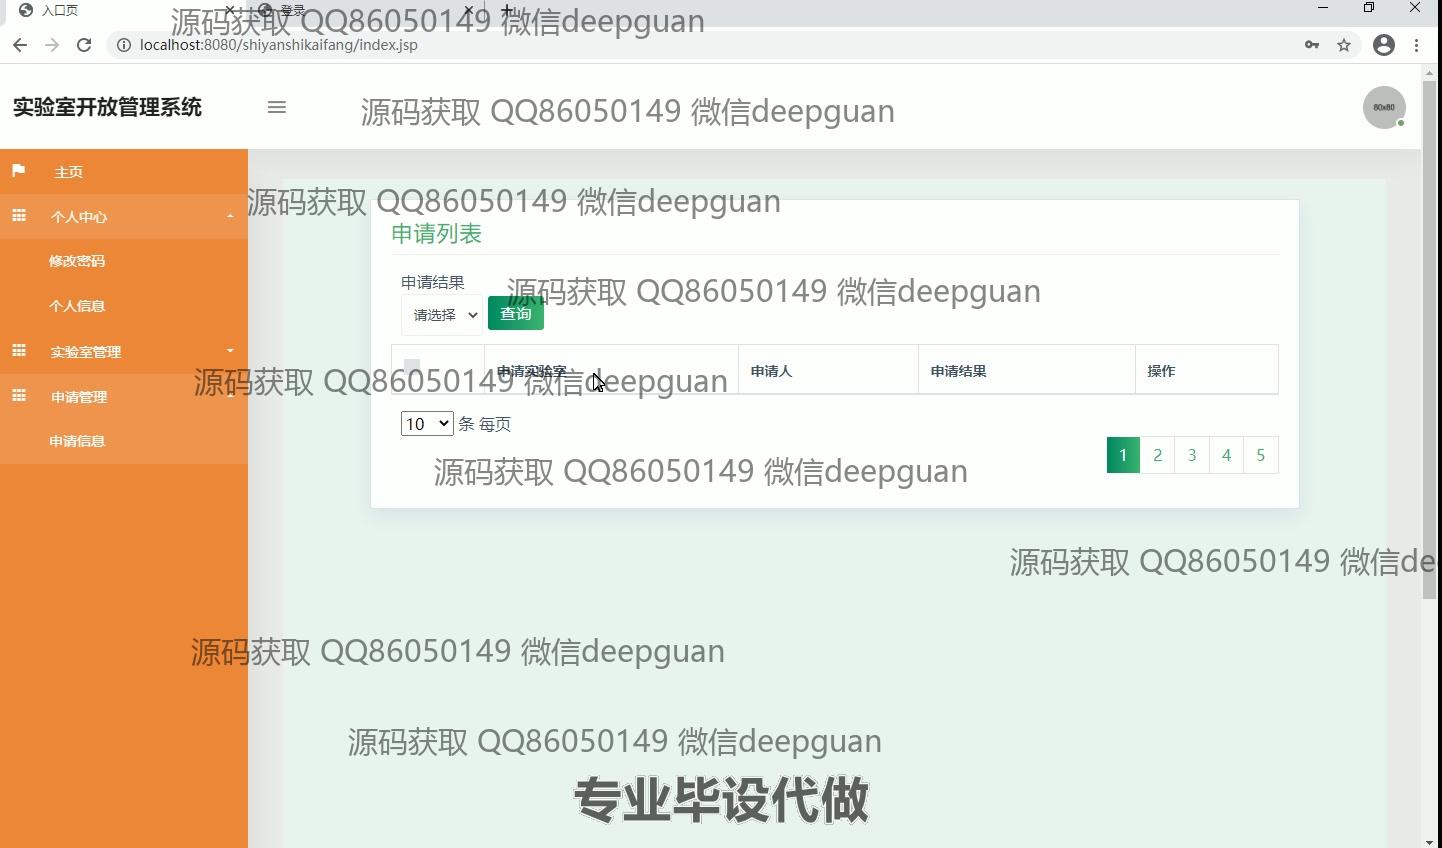 入口页
登录
源码获取 QQ86050149 微信deepguan
localhost:8080/shiyanshikaifang/index.jsp
实验室开放管理系统
源码获取 QQ86050149 微信deepguan
80x80
主页
个人中心
源码获取 QQ86050149 微信deepguan
申请列表
修改密码
申请结果
源码获取 QQ86050149 微信deepguan
个人信息
请选择
查询
实验室管理
申请实验室
申请人
申请结果
操作
源码获取 QQ86050149 微信deepguan
申请管理
10 条 每页
申请信息
1 2 3 4 5
源码获取 QQ86050149 微信deepguan
源码获取 QQ86050149 微信dee
源码获取 QQ86050149 微信deepguan
源码获取 QQ86050149 微信deepguan
专业毕设代做